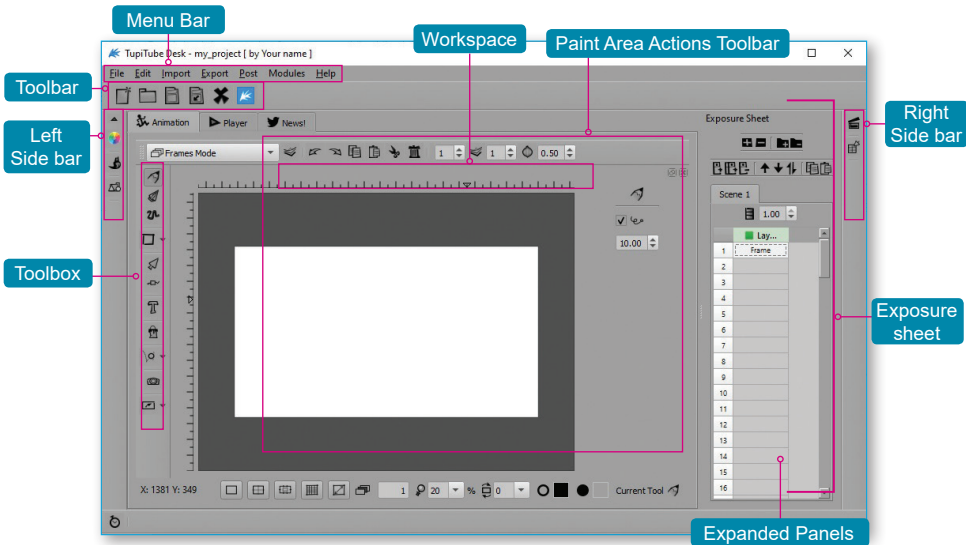 Menu Bar
Workspace
Paint Area Actions Toolbar
TupiTube Desk - my_project [ by Your name ]
File Edit Import Export Post Modules Help
Toolbar
Left
Side bar
Right
Side bar
Animation Player News!
Exposure Sheet
Frames Mode 1 1 0.50
Scene 1
1.00
10.00
Lay...
1 Frame
2
3
4
5
6
7
8
9
10
11
12
13
14
15
16
Toolbox
Exposure
sheet
X: 1381 Y: 349 1 20 % 0 Current Tool
Expanded Panels